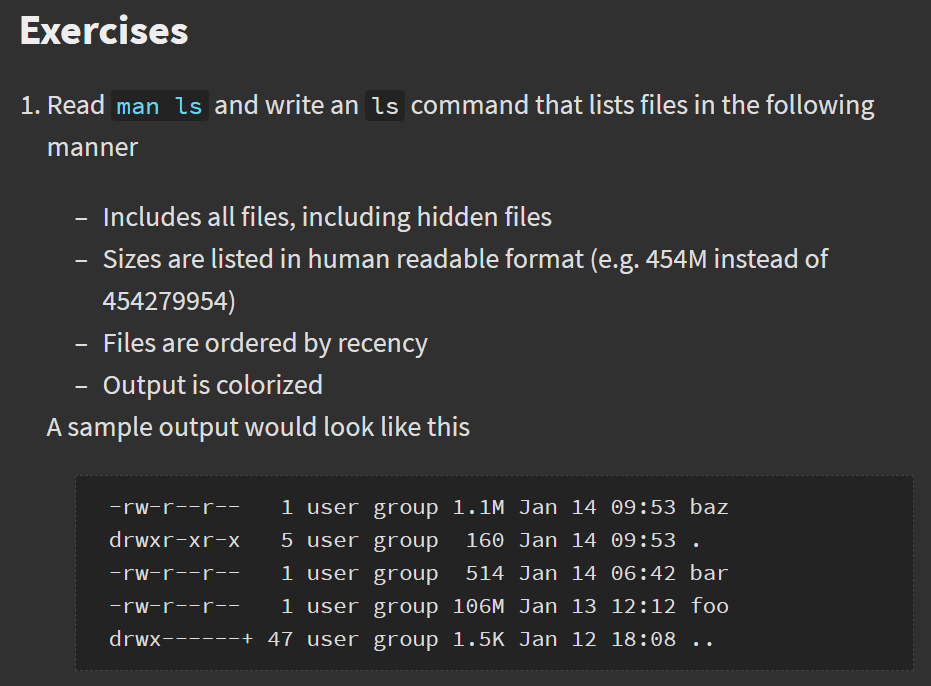 Exercises
1. Read man ls and write an ls command that lists files in the following
manner
– Includes all files, including hidden files
– Sizes are listed in human readable format (e.g. 454M instead of
454279954)
– Files are ordered by recency
– Output is colorized
A sample output would look like this
-rw-r--r--   1 user group 1.1M Jan 14 09:53 baz
drwxr-xr-x   5 user group  160 Jan 14 09:53 .
-rw-r--r--   1 user group  514 Jan 14 06:42 bar
-rw-r--r--   1 user group 106M Jan 13 12:12 foo
drwx------+ 47 user group 1.5K Jan 12 18:08 ..